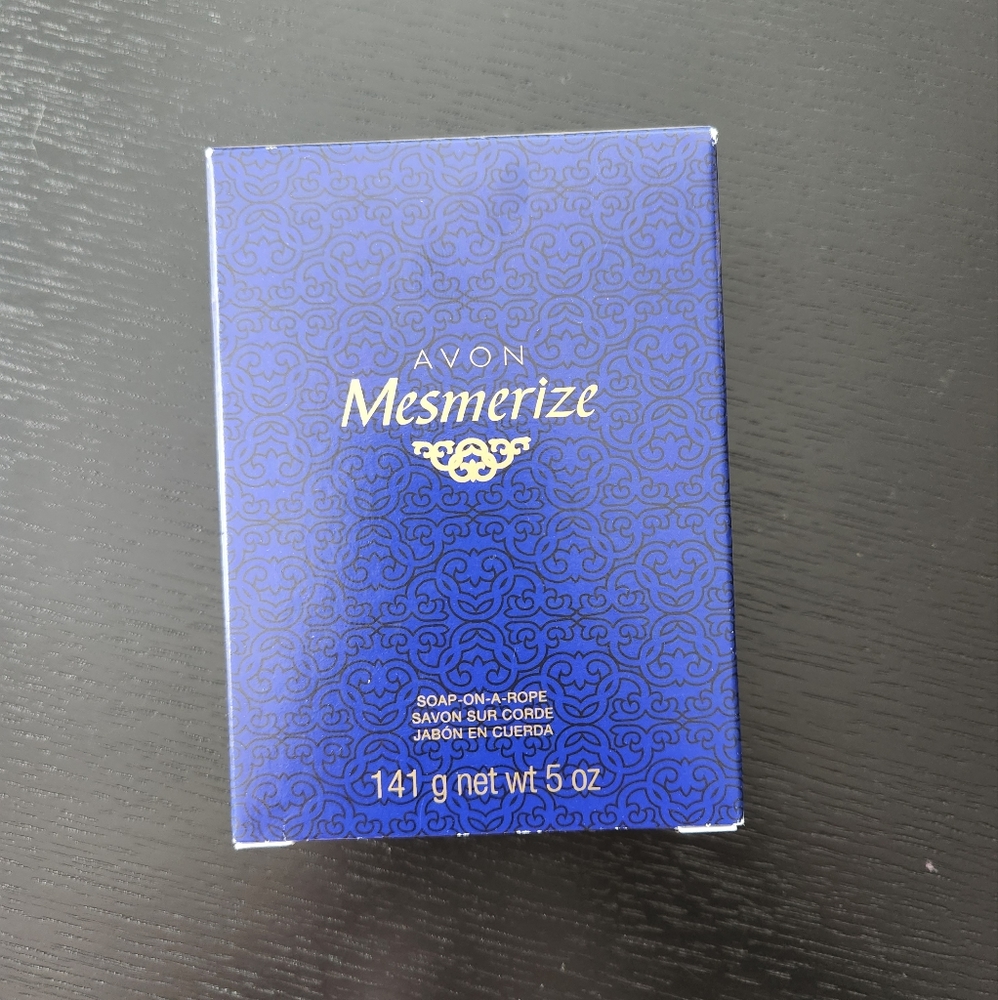 AVON
Mesmerize
SOAP-ON-A-ROPE
SAVON SUR CORDE
JABÓN EN CUERDA
141 g net wt 5 oz